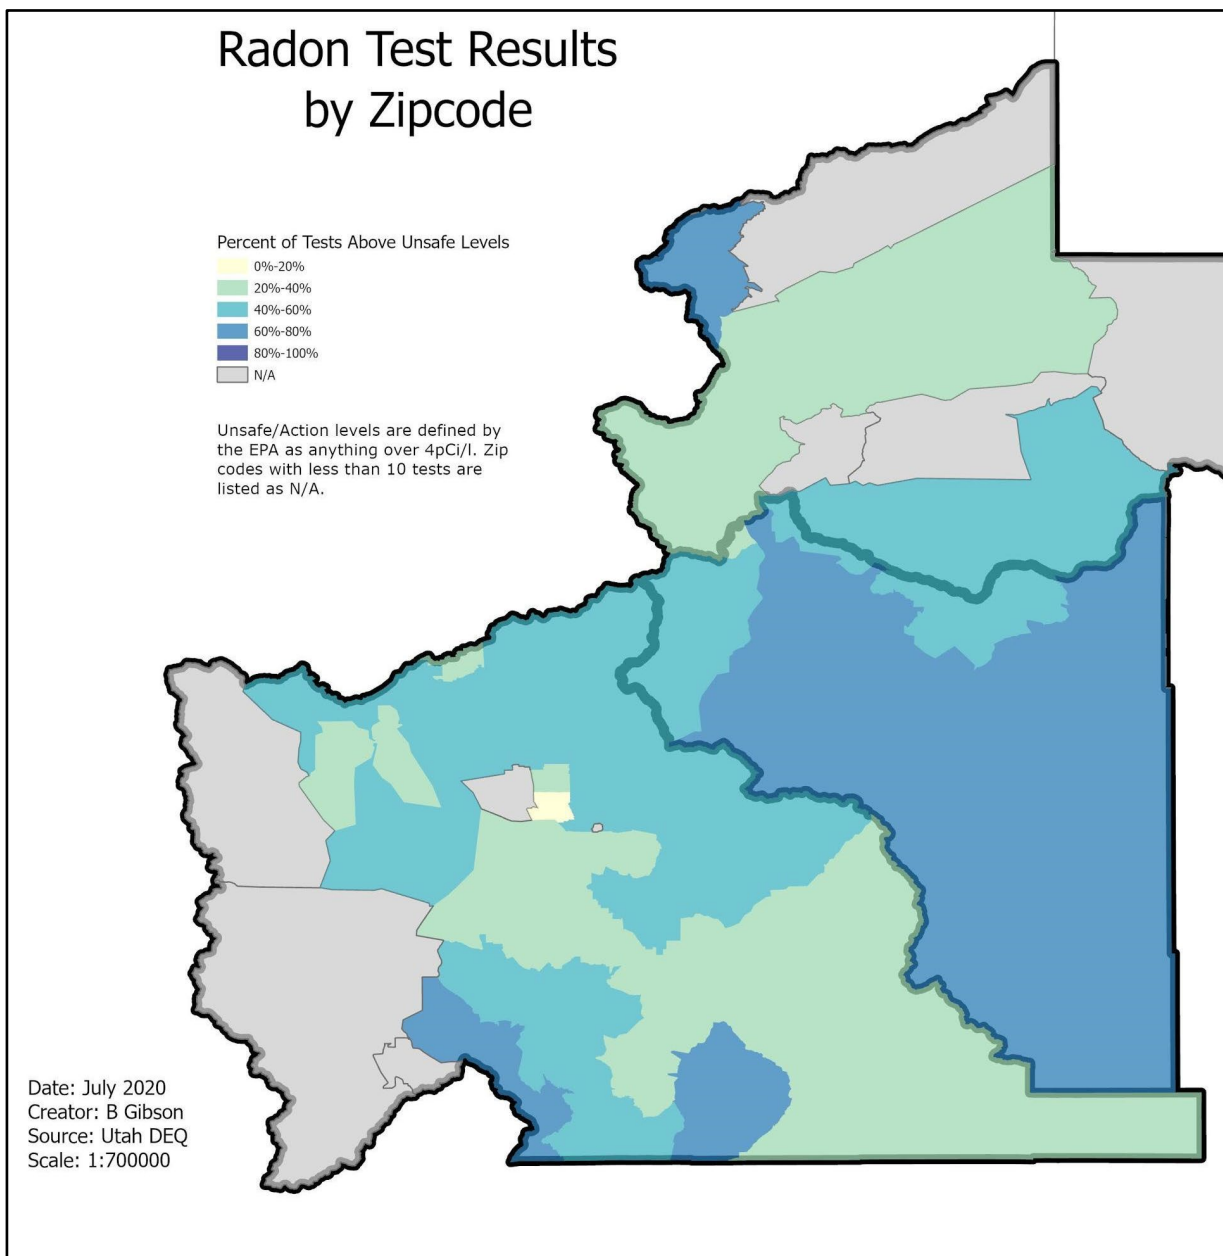 Radon Test Results
by Zipcode
Percent of Tests Above Unsafe Levels
0%-20%
20%-40%
40%-60%
60%-80%
80%-100%
N/A
Unsafe/Action levels are defined by
the EPA as anything over 4pCi/l. Zip
codes with less than 10 tests are
listed as N/A.
Date: July 2020
Creator: B Gibson
Source: Utah DEQ
Scale: 1:700000